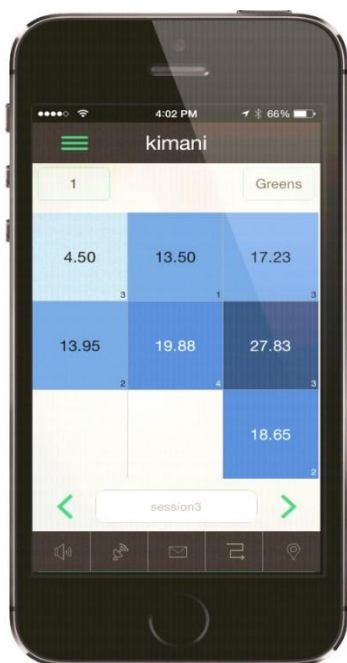 4:02 PM 66%
kimani
1 Greens
4.50 13.50 17.23
3 1 3
13.95 19.88 27.83
2 4 3
18.65
2
session3